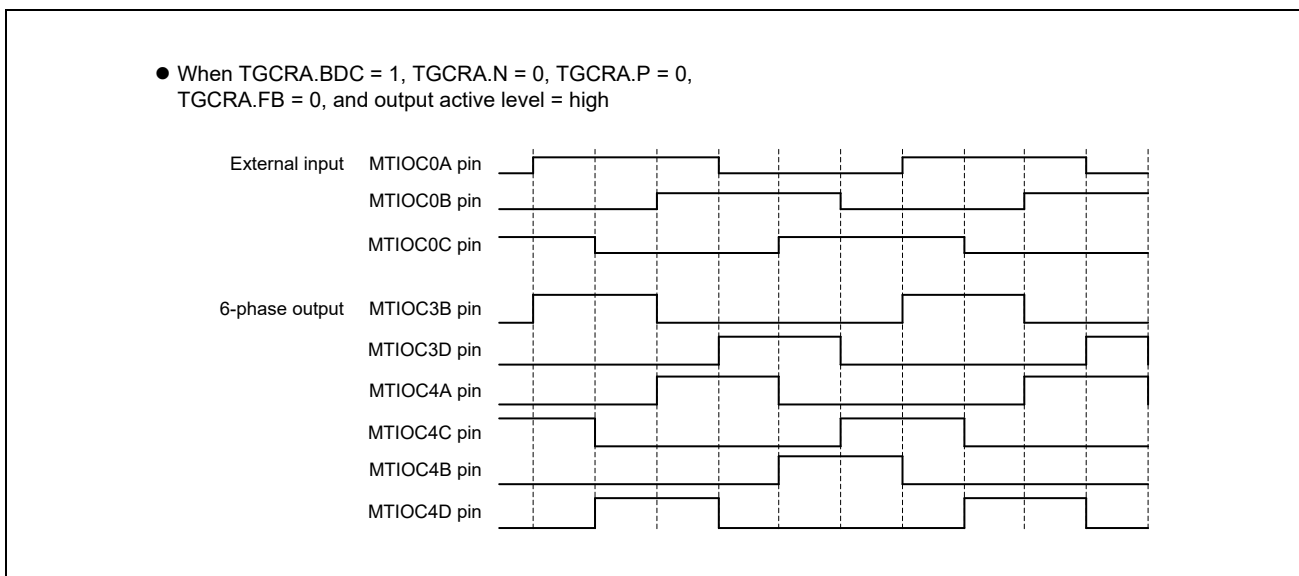 ● When TGCRA.BDC = 1, TGCRA.N = 0, TGCRA.P = 0,
TGCRA.FB = 0, and output active level = high
External input MTIOC0A pin
MTIOC0B pin
MTIOC0C pin
6-phase output MTIOC3B pin
MTIOC3D pin
MTIOC4A pin
MTIOC4C pin
MTIOC4B pin
MTIOC4D pin